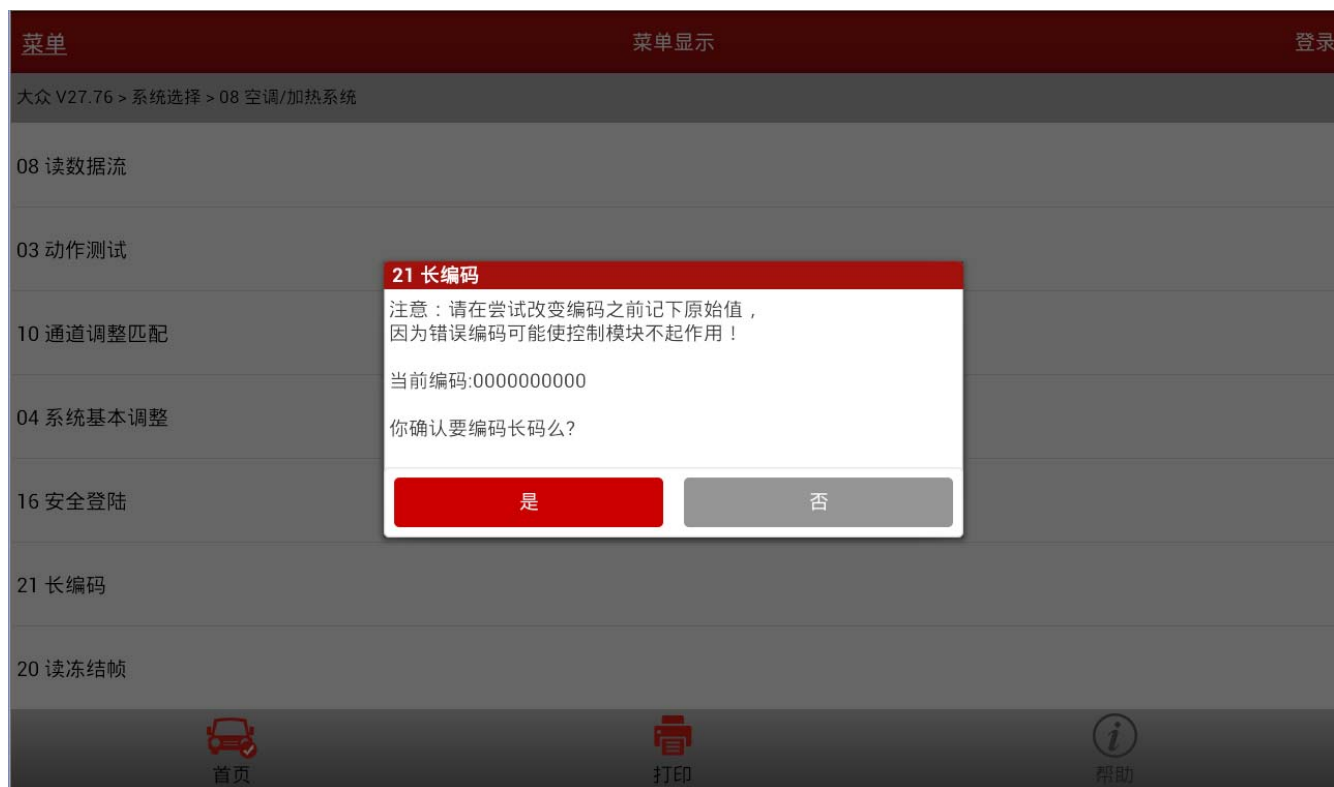 菜单
菜单显示
登录
大众 V27.76 > 系统选择 > 08 空调/加热系统
08 读数据流
03 动作测试
10 通道调整匹配
04 系统基本调整
16 安全登陆
21 长编码
20 读冻结帧
21 长编码
注意：请在尝试改变编码之前记下原始值，
因为错误编码可能使控制模块不起作用！
当前编码:0000000000
你确认要编码长码么?
是
否
首页
打印
帮助